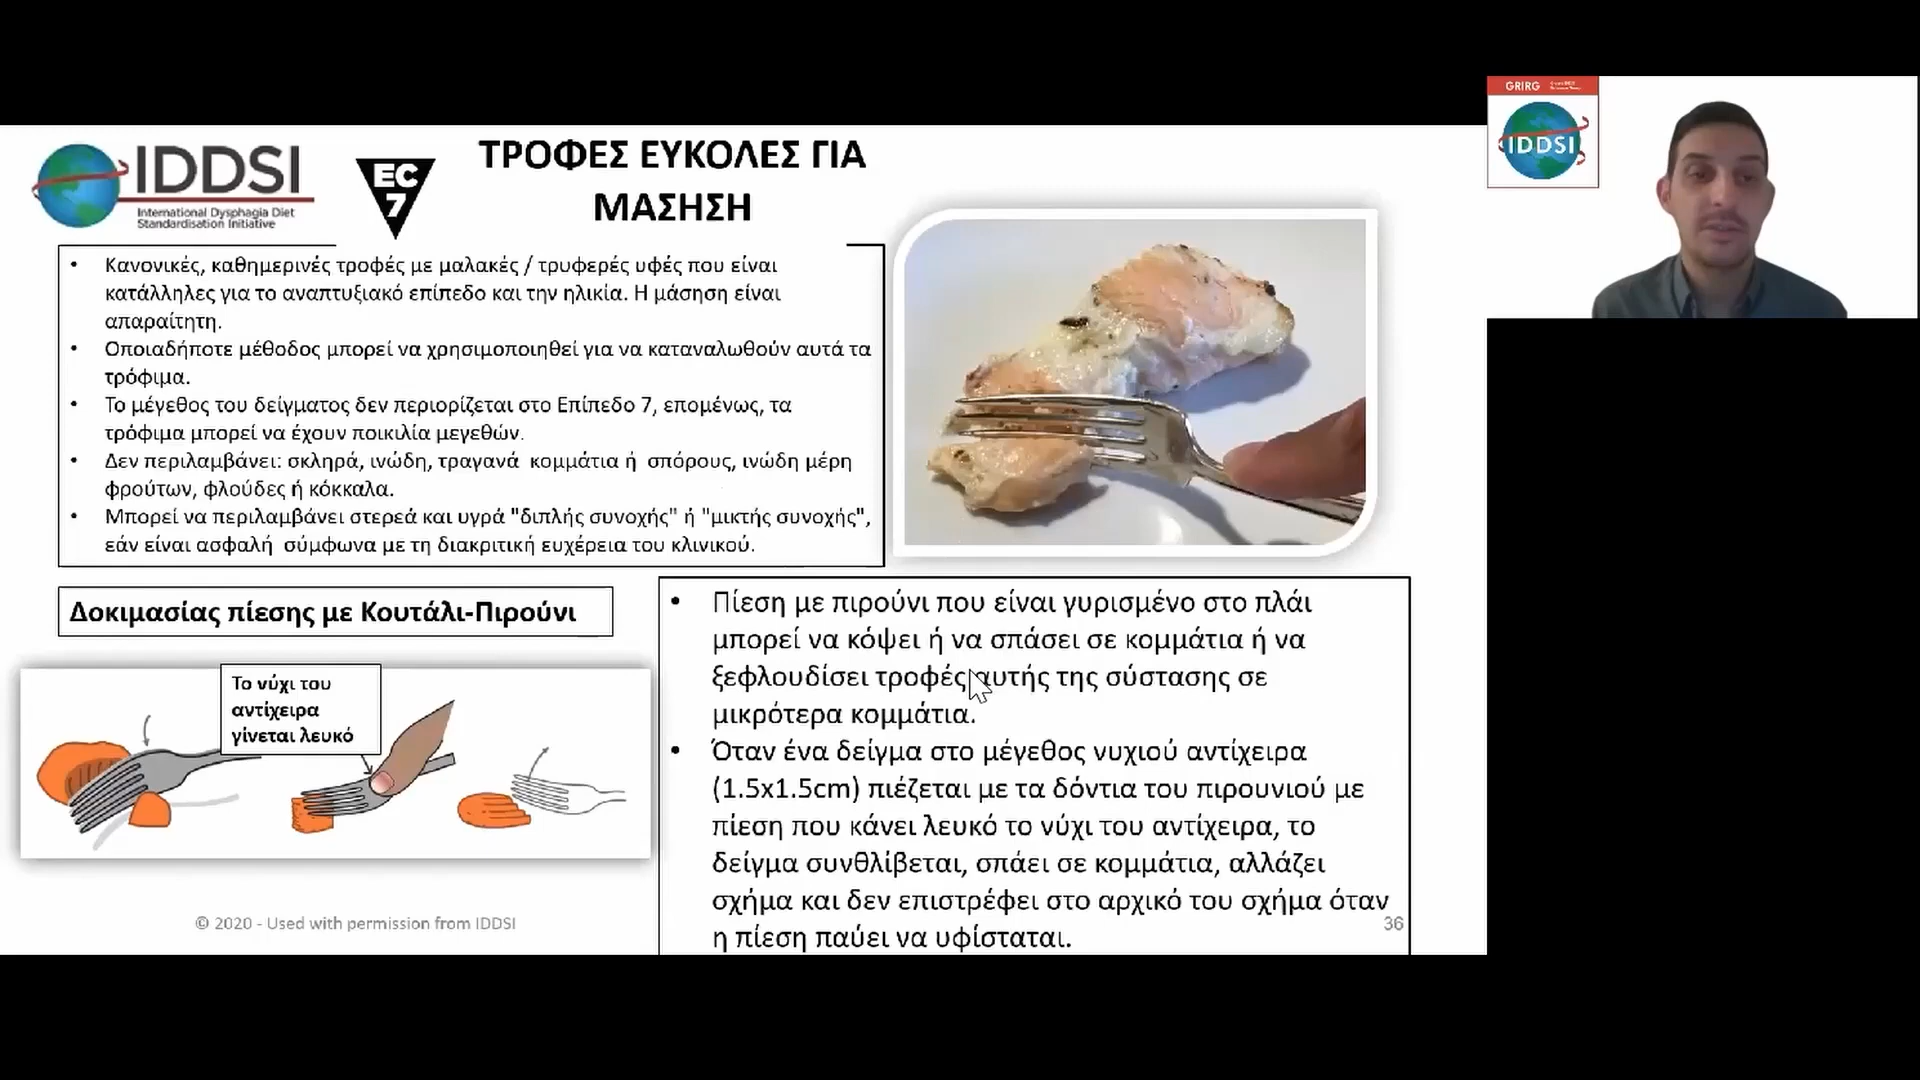 IDDSI
International Dysphagia Diet
Standardisation Initiative
EC
7
ΤΡΟΦΕΣ ΕΥΚΟΛΕΣ ΓΙΑ
ΜΑΣΗΣΗ
• Κανονικές, καθημερινές τροφές με μαλακές / τρυφερές υφές που είναι
κατάλληλες για το αναπτυξιακό επίπεδο και την ηλικία. Η μάσηση είναι
απαραίτητη.
• Οποιαδήποτε μέθοδος μπορεί να χρησιμοποιηθεί για να καταναλωθούν αυτά τα
τρόφιμα.
• Το μέγεθος του δείγματος δεν περιορίζεται στο Επίπεδο 7, επομένως, τα
τρόφιμα μπορεί να έχουν ποικιλία μεγεθών.
• Δεν περιλαμβάνει: σκληρά, ινώδη, τραγανά κομμάτια ή σπόρους, ινώδη μέρη
φρούτων, φλούδες ή κόκκαλα.
• Μπορεί να περιλαμβάνει στερεά και υγρά "διπλής συνοχής" ή "μικτής συνοχής",
εάν είναι ασφαλή σύμφωνα με τη διακριτική ευχέρεια του κλινικού.
Δοκιμασίας πίεσης με Κουτάλι-Πιρούνι
Το νύχι του
αντίχειρα
γίνεται λευκό
• Πίεση με πιρούνι που είναι γυρισμένο στο πλάι
μπορεί να κόψει ή να σπάσει σε κομμάτια ή να
ξεφλουδίσει τροφές αυτής της σύστασης σε
μικρότερα κομμάτια.
• Όταν ένα δείγμα στο μέγεθος νυχιού αντίχειρα
(1.5x1.5cm) πιέζεται με τα δόντια του πιρουνιού με
πίεση που κάνει λευκό το νύχι του αντίχειρα, το
δείγμα συνθλίβεται, σπάει σε κομμάτια, αλλάζει
σχήμα και δεν επιστρέφει στο αρχικό του σχήμα όταν
η πίεση παύει να υφίσταται.
© 2020 - Used with permission from IDDSI
36
GRIRG
IDDSI